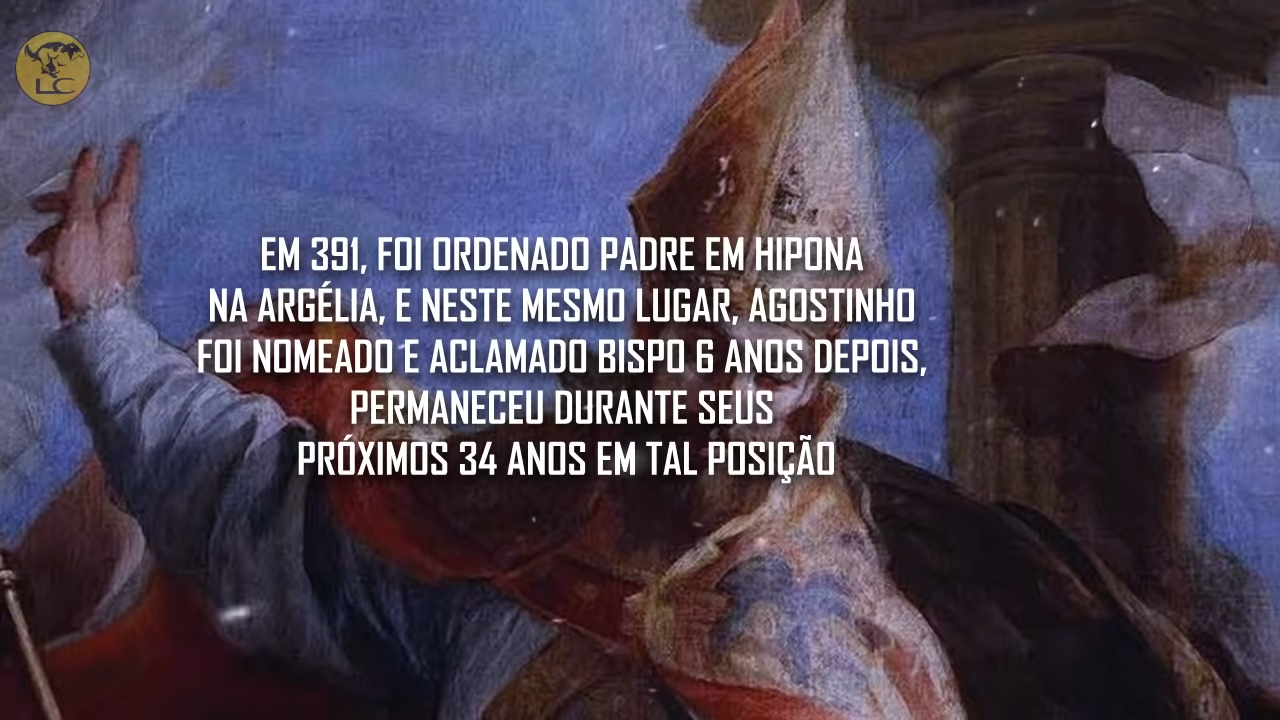 LC
EM 391, FOI ORDENADO PADRE EM HIPONA
NA ARGÉLIA, E NESTE MESMO LUGAR, AGOSTINHO
FOI NOMEADO E ACLAMADO BISPO 6 ANOS DEPOIS,
PERMANECEU DURANTE SEUS
PRÓXIMOS 34 ANOS EM TAL POSIÇÃO